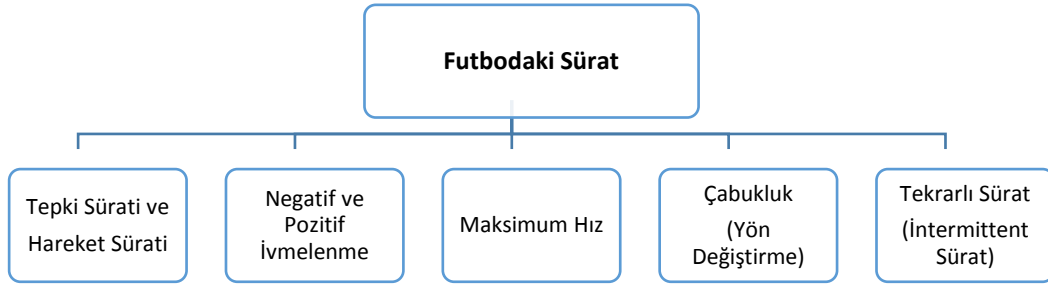 Futbodaki Sürat
Tepki Sürati ve
Hareket Sürati
Negatif ve
Pozitif
İvmelenme
Maksimum Hız
Çabukluk
(Yön
Değiştirme)
Tekrarlı Sürat
(İntermittent
Sürat)